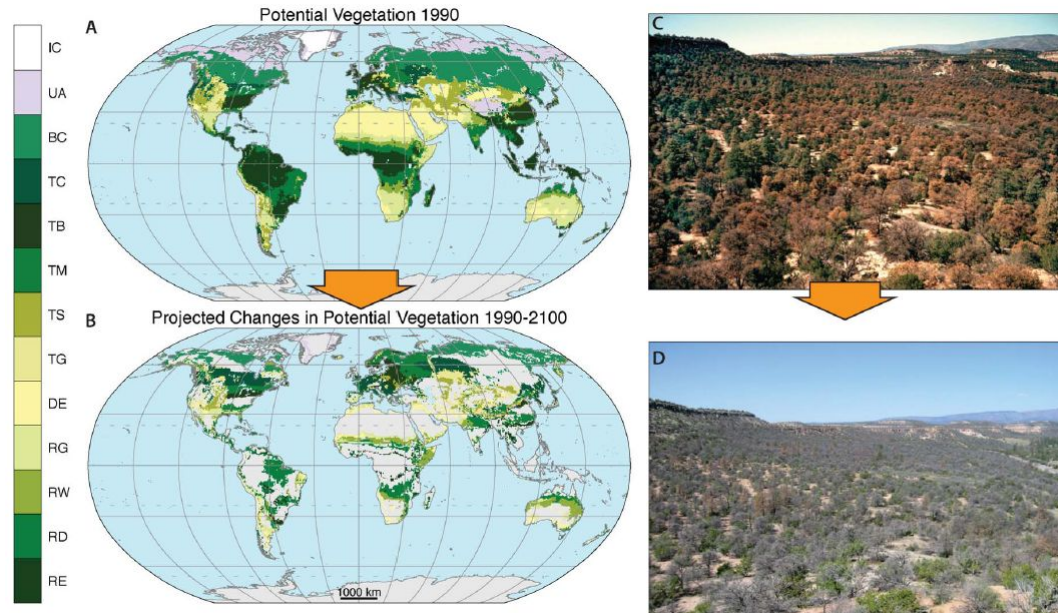 A
Potential Vegetation 1990
C
IC
UA
BC
TC
TB
TM
TS
TG
DE
RG
RW
RD
RE
B
Projected Changes in Potential Vegetation 1990-2100
1000 km
D